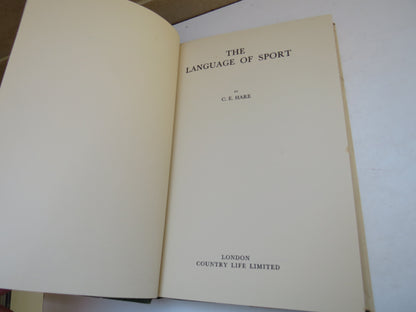 THE
LANGUAGE OF SPORT
BY
C. E. HARE
LONDON
COUNTRY LIFE LIMITED